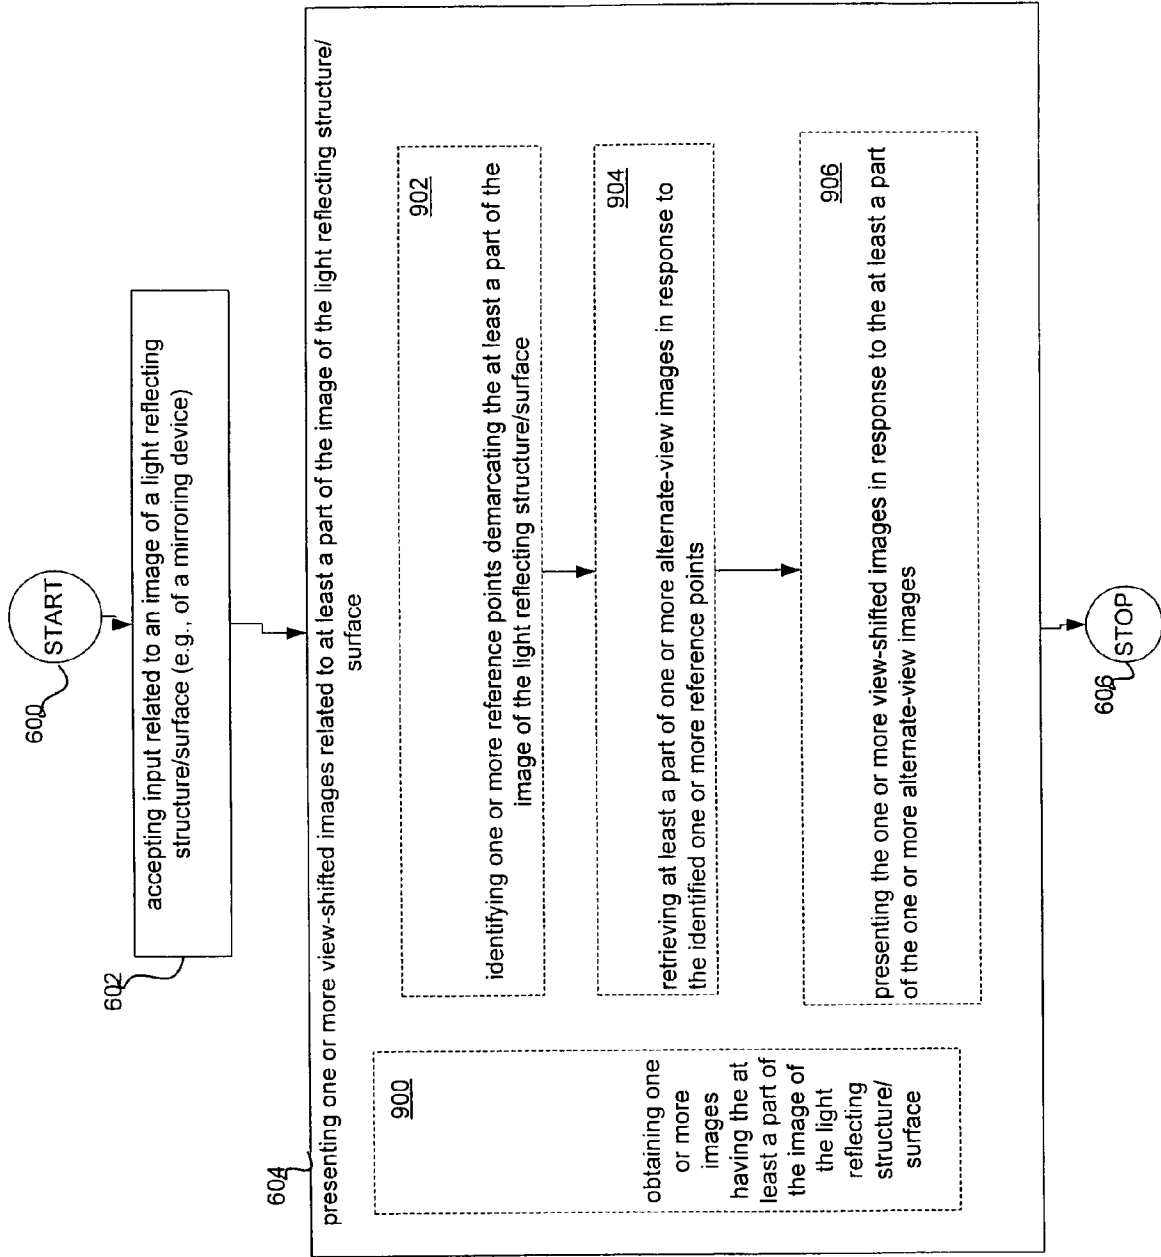 600
START
602
accepting input related to an image of a light reflecting
structure/surface (e.g., of a mirroring device)
604
presenting one or more view-shifted images related to at least a part of the image of the light reflecting structure/
surface
900
obtaining one
or more
images
having the at
least a part of
the image of
the light
reflecting
structure/
surface
902
identifying one or more reference points demarcating the at least a part of the
image of the light reflecting structure/surface
904
retrieving at least a part of one or more alternate-view images in response to
the identified one or more reference points
906
presenting the one or more view-shifted images in response to the at least a part
of the one or more alternate-view images
606
STOP